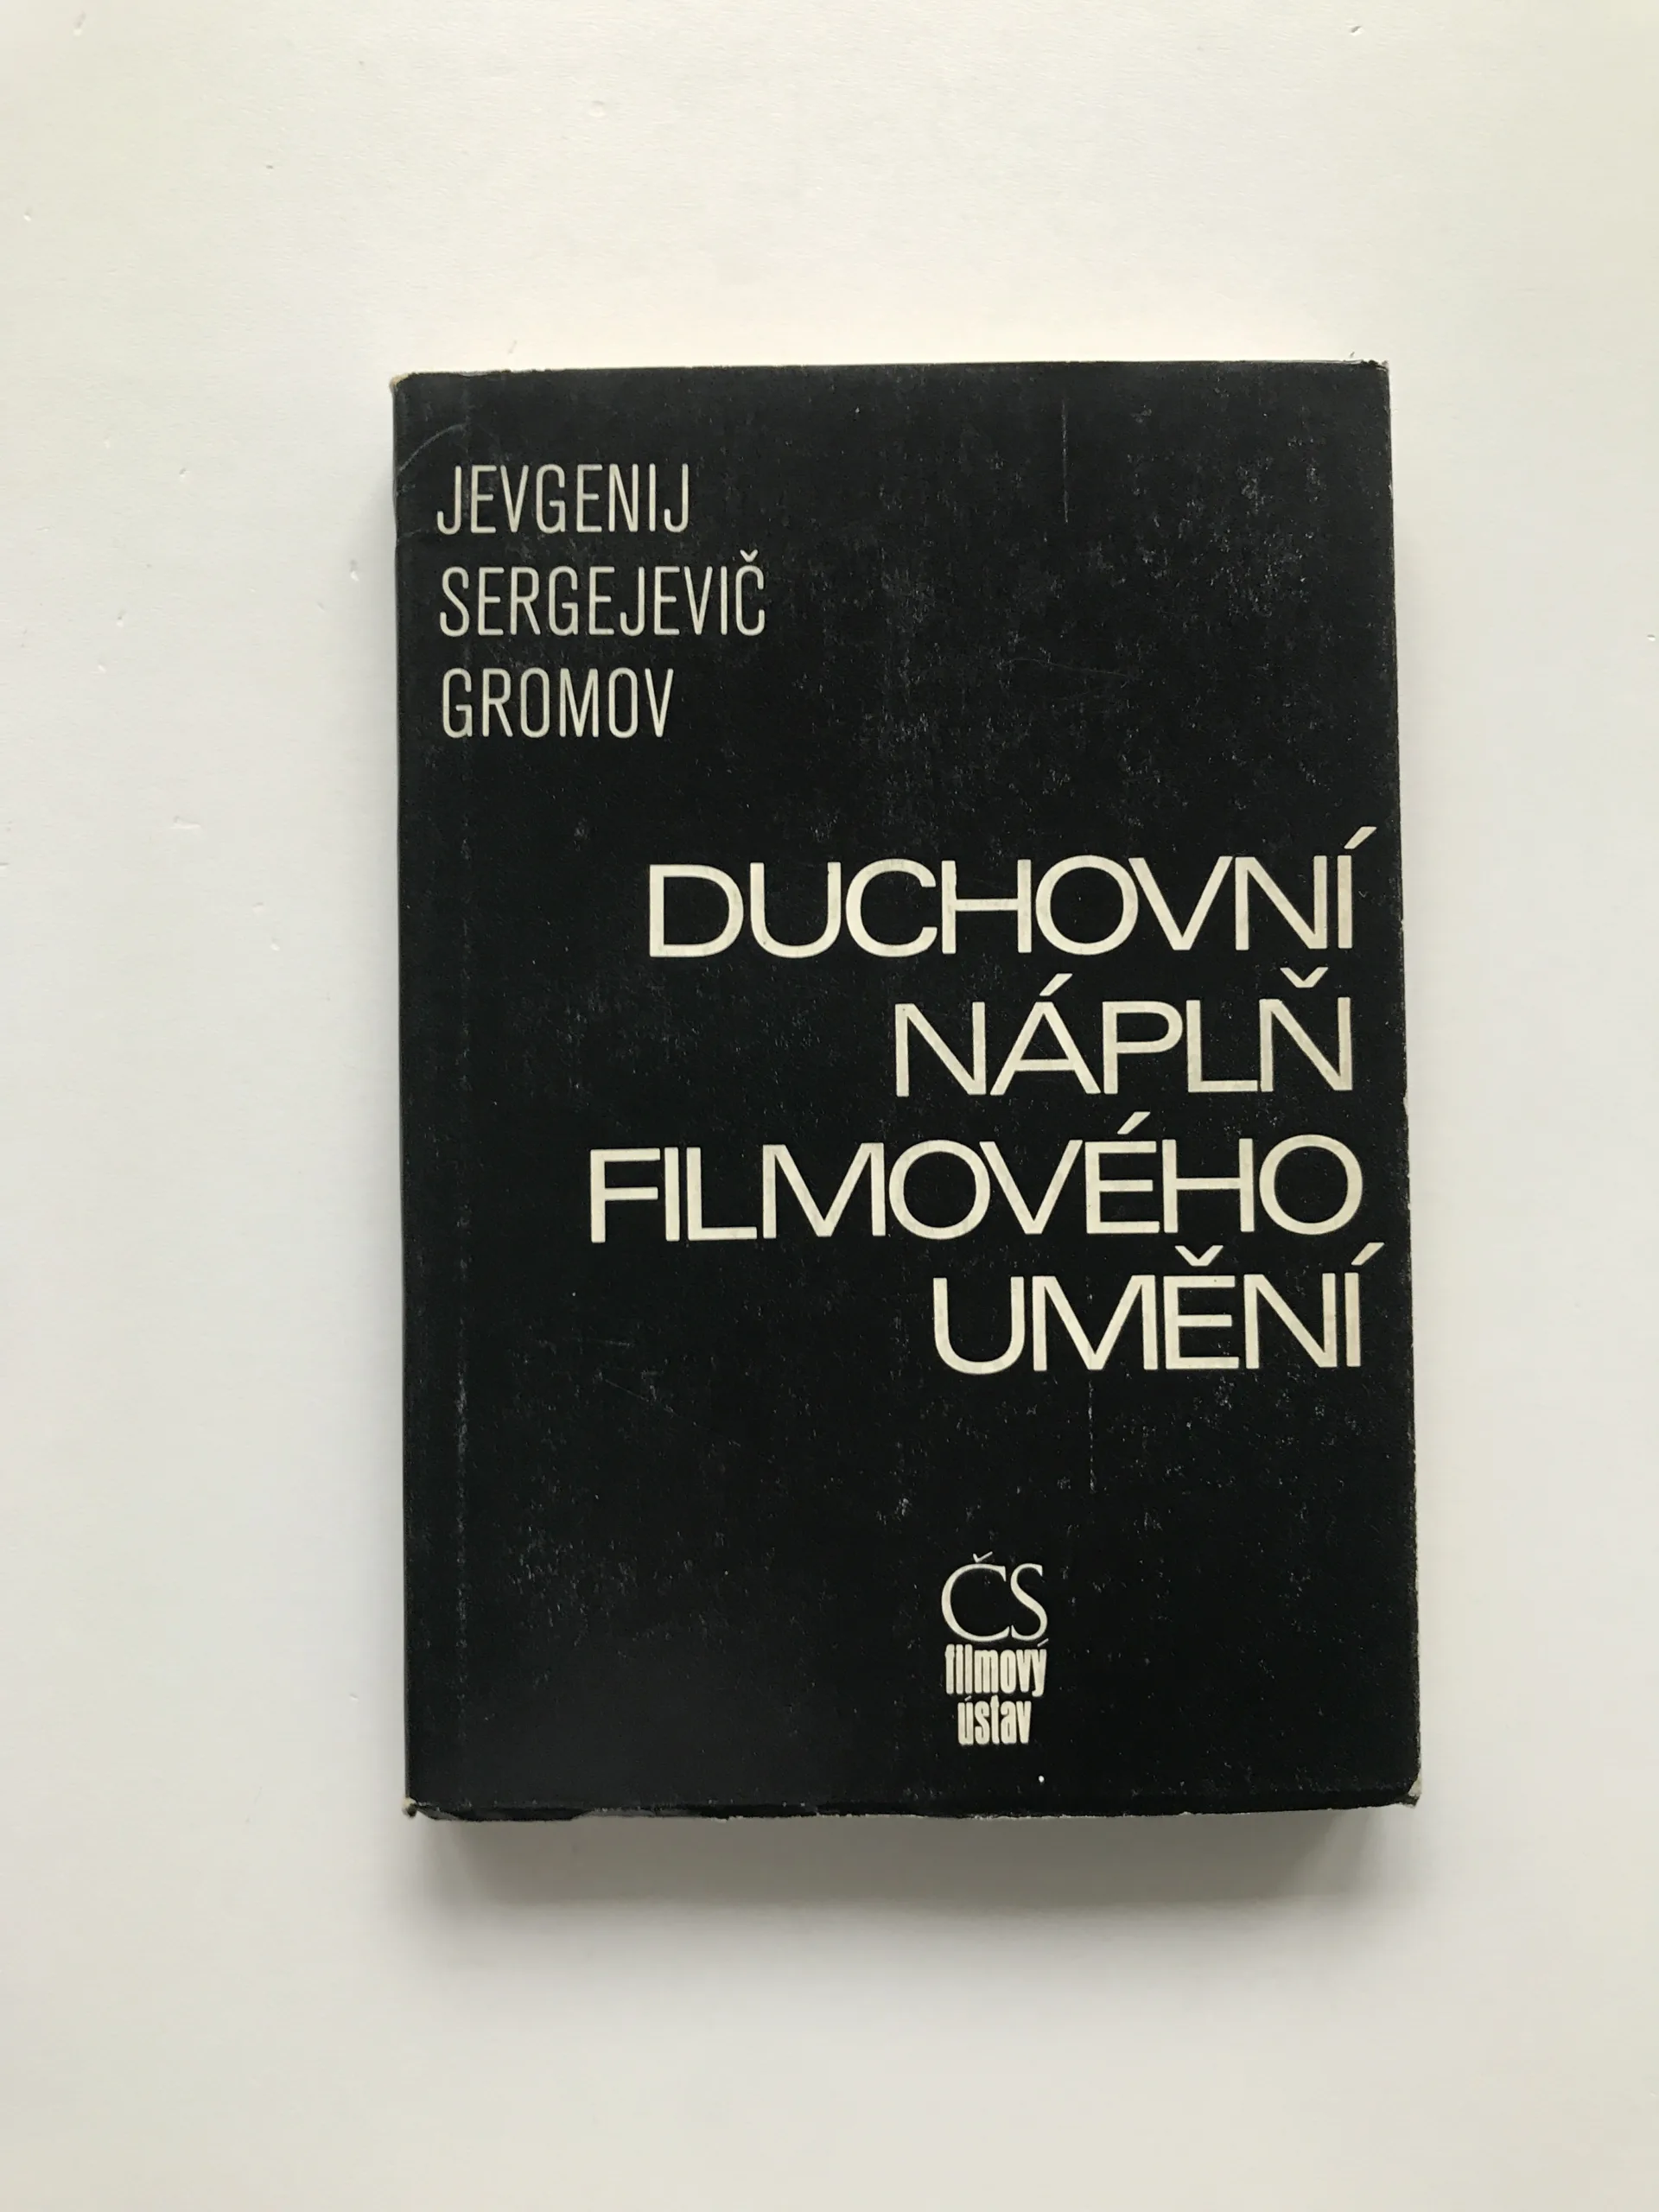 JEVGENIJ
SERGEJEVIČ
GROMOV
DUCHOVNÍ
NÁPLŇ
FILMOVÉHO
UMĚNÍ
ČS
filmový
ústav